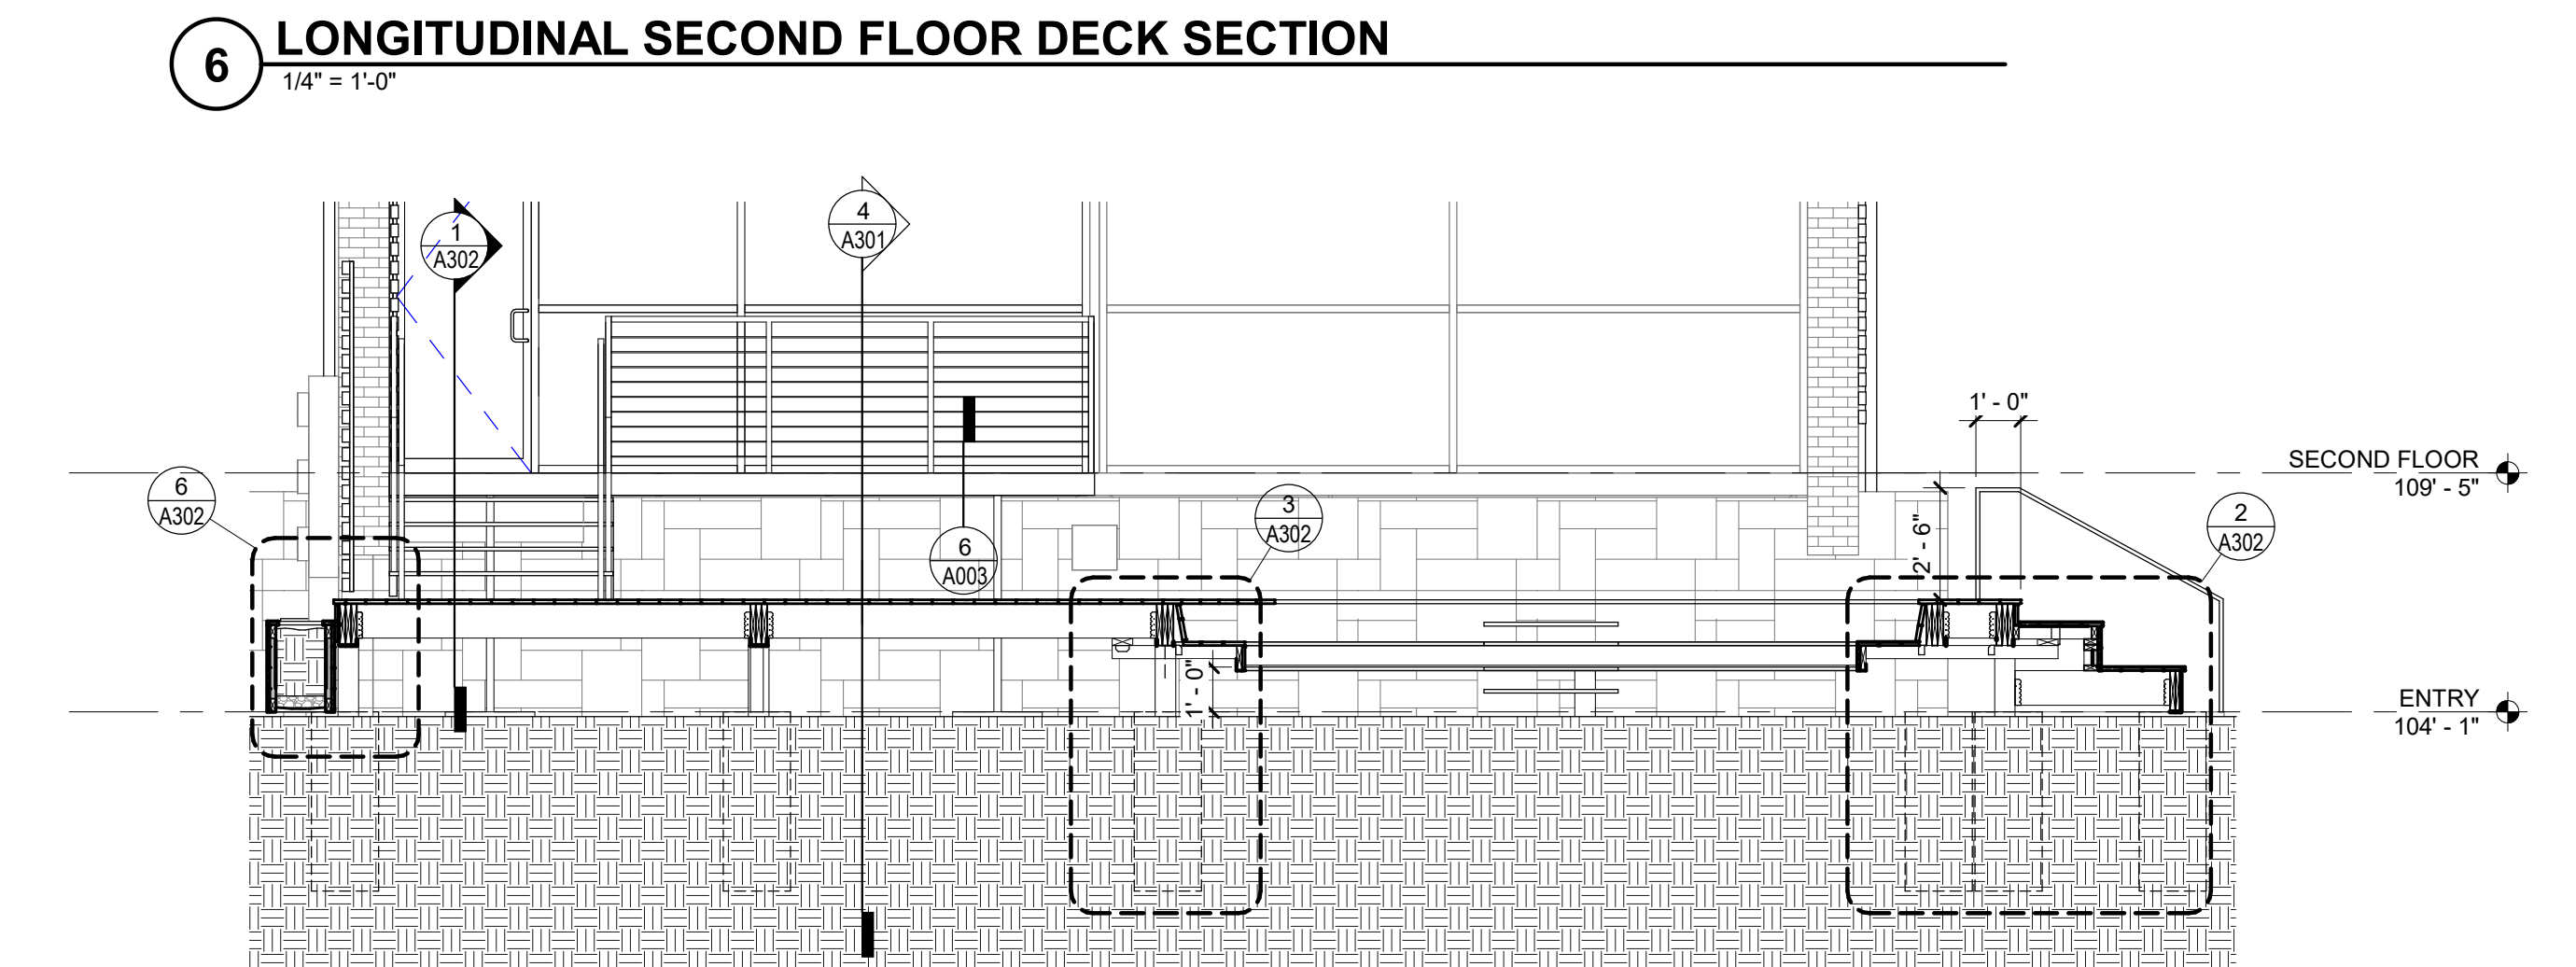 6
LONGITUDINAL SECOND FLOOR DECK SECTION
1/4" = 1'-0"
1
A302
4
A301
1' - 0"
SECOND FLOOR
109' - 5"
6
A302
3
A302
2
A302
2' - 6"
6
A003
1' - 0"
ENTRY
104' - 1"